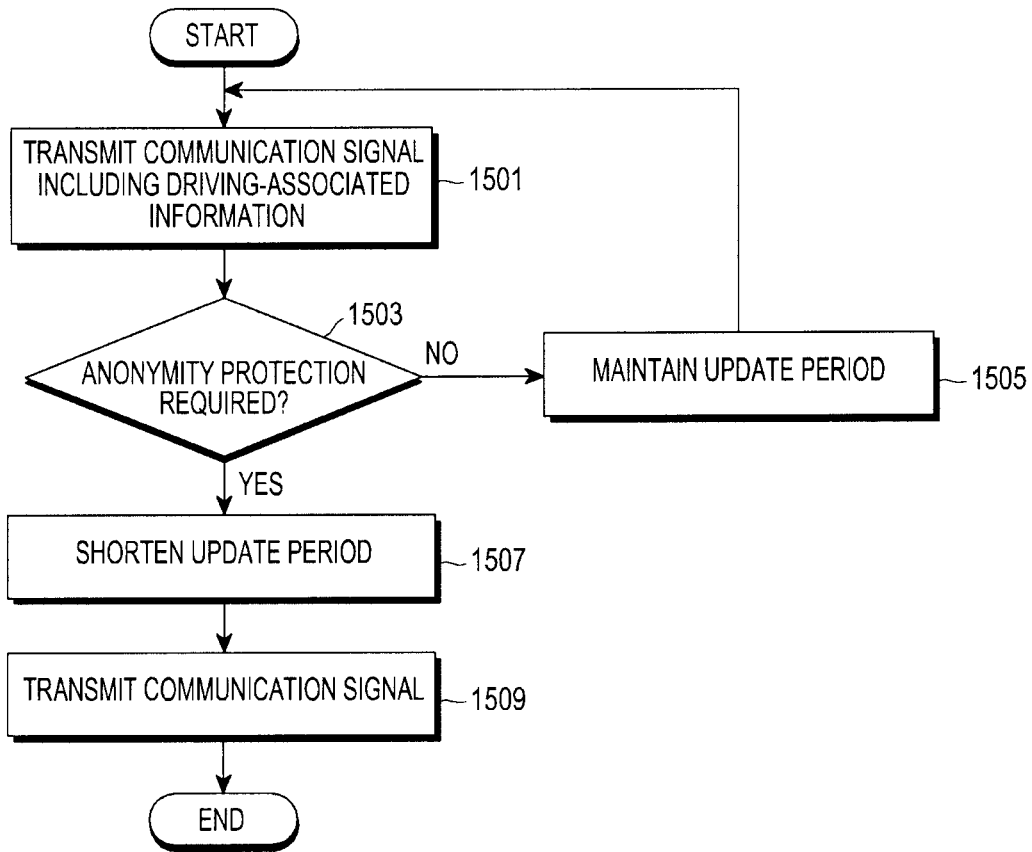 START
TRANSMIT COMMUNICATION SIGNAL
INCLUDING DRIVING-ASSOCIATED
INFORMATION
1501
1503
ANONYMITY PROTECTION
REQUIRED?
NO
MAINTAIN UPDATE PERIOD
1505
YES
SHORTEN UPDATE PERIOD
1507
TRANSMIT COMMUNICATION SIGNAL
1509
END